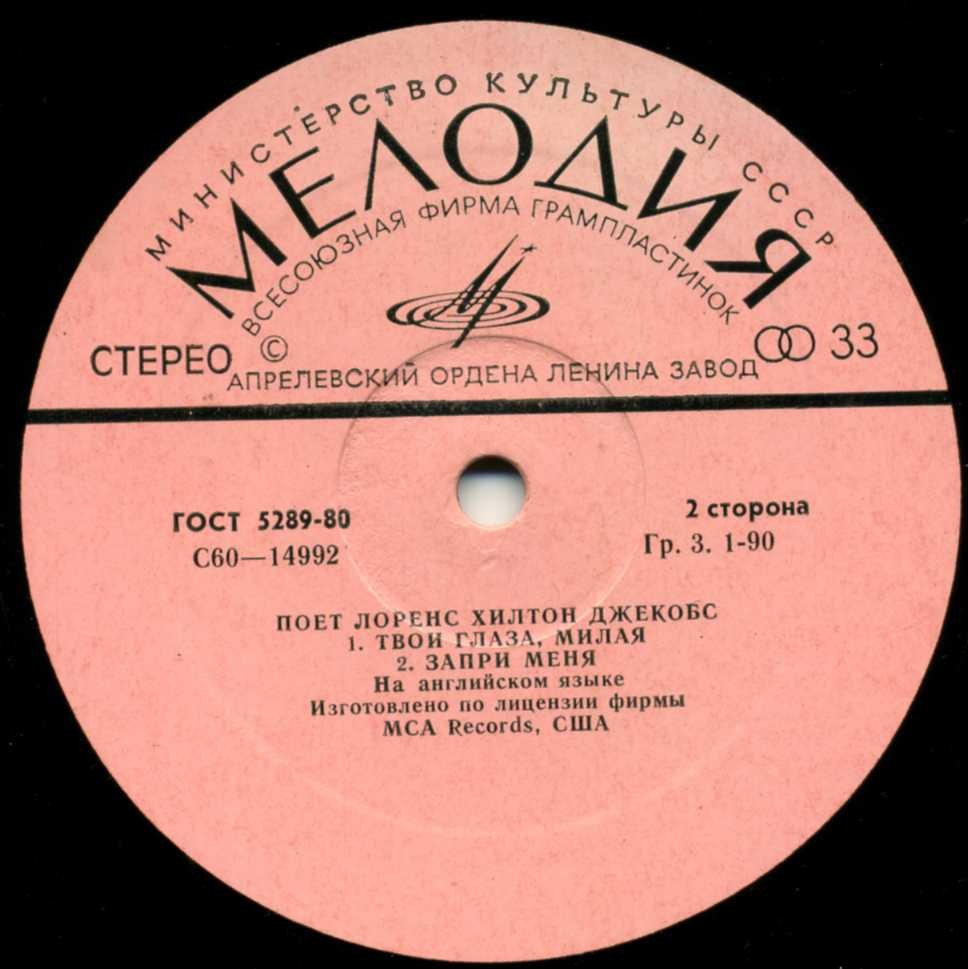 МИНИСТЕРСТВО КУЛЬТУРЫ СССР
МЕЛОДИЯ
ВСЕСОЮЗНАЯ ФИРМА ГРАМПЛАСТИНОК
СТЕРЕО © 33
АПРЕЛЕВСКИЙ ОРДЕНА ЛЕНИНА ЗАВОД
ГОСТ 5289-80
С60—14992
2 сторона
Гр. 3. 1-90
ПОЕТ ЛОРЕНС ХИЛТОН ДЖЕКОБС
1. ТВОИ ГЛАЗА, МИЛАЯ
2. ЗАПРИ МЕНЯ
На английском языке
Изготовлено по лицензии фирмы
MCA Records, США